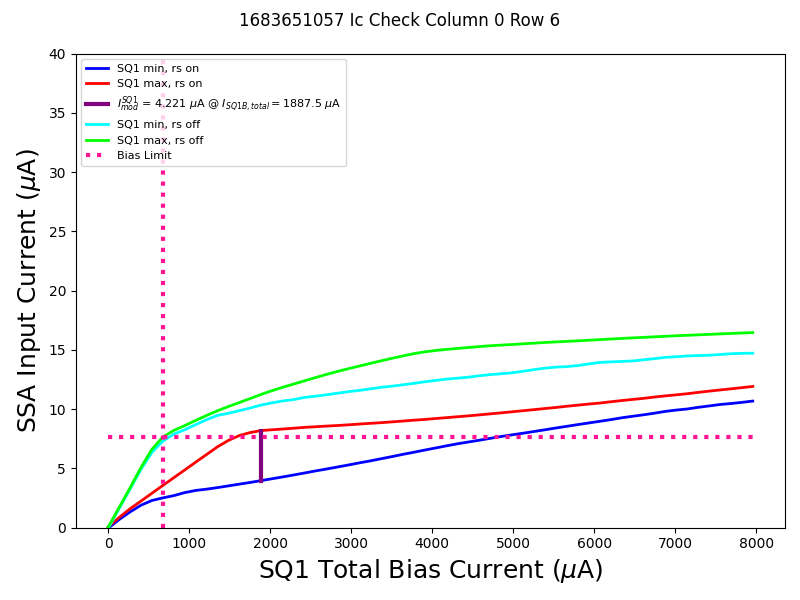 1683651057 Ic Check Column 0 Row 6
SQ1 min, rs on
SQ1 max, rs on
I_{mod}^{SQ1} = 4.221 μA @ I_{SQ1B,total} = 1887.5 μA
SQ1 min, rs off
SQ1 max, rs off
Bias Limit
40
35
30
25
20
15
10
5
0
SSA Input Current (μA)
0 1000 2000 3000 4000 5000 6000 7000 8000
SQ1 Total Bias Current (μA)